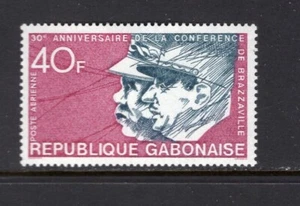 30e ANNIVERSAIRE DE LA CONFERENCE
DE BRAZZAVILLE
40F
POSTE AERIENNE
REPUBLIQUE GABONAISE